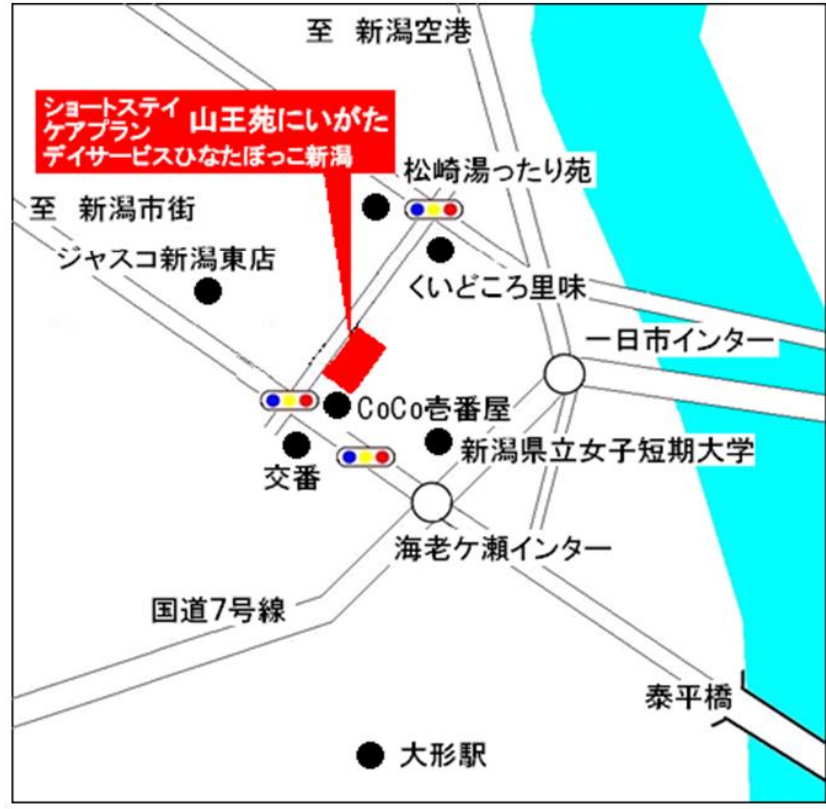 至 新潟空港
ショートステイ
ケアプラン 山王苑にいがた
デイサービスひなたぼっこ新潟
松崎湯ったり苑
至 新潟市街
ジャスコ新潟東店
くいどころ里味
一日市インター
CoCo壱番屋
新潟県立女子短期大学
交番
海老ケ瀬インター
国道7号線
泰平橋
大形駅